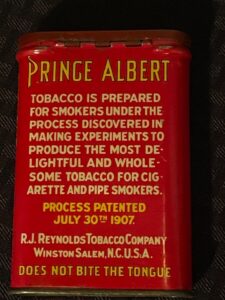 PRINCE ALBERT
TOBACCO IS PREPARED
FOR SMOKERS UNDER THE
PROCESS DISCOVERED IN
MAKING EXPERIMENTS TO
PRODUCE THE MOST DE-
LIGHTFUL AND WHOLE-
SOME TOBACCO FOR CIG-
ARETTE AND PIPE SMOKERS.
PROCESS PATENTED
JULY 30TH 1907.
R.J. REYNOLDS TOBACCO COMPANY
WINSTON SALEM, N.C. U.S.A.
DOES NOT BITE THE TONGUE